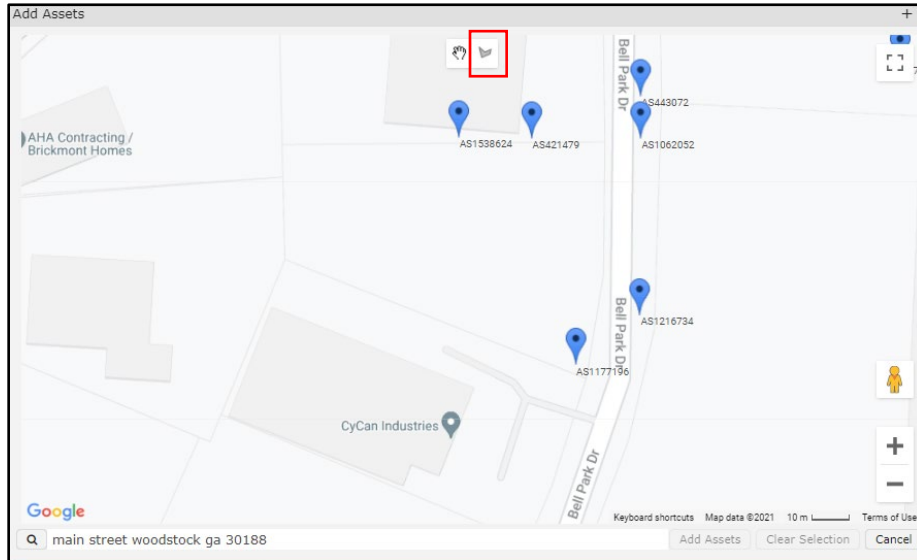 Add Assets
+
7
Bell Park Dr
AS443072
AHA Contracting /
Brickmont Homes
AS1538624
AS421479
AS1062052
Bell Park Dr
AS1216734
AS1177196
CyCan Industries
Bell Park Dr
Google
Keyboard shortcuts Map data ©2021 10 m Terms of Use
main street woodstock ga 30188
Add Assets Clear Selection Cancel